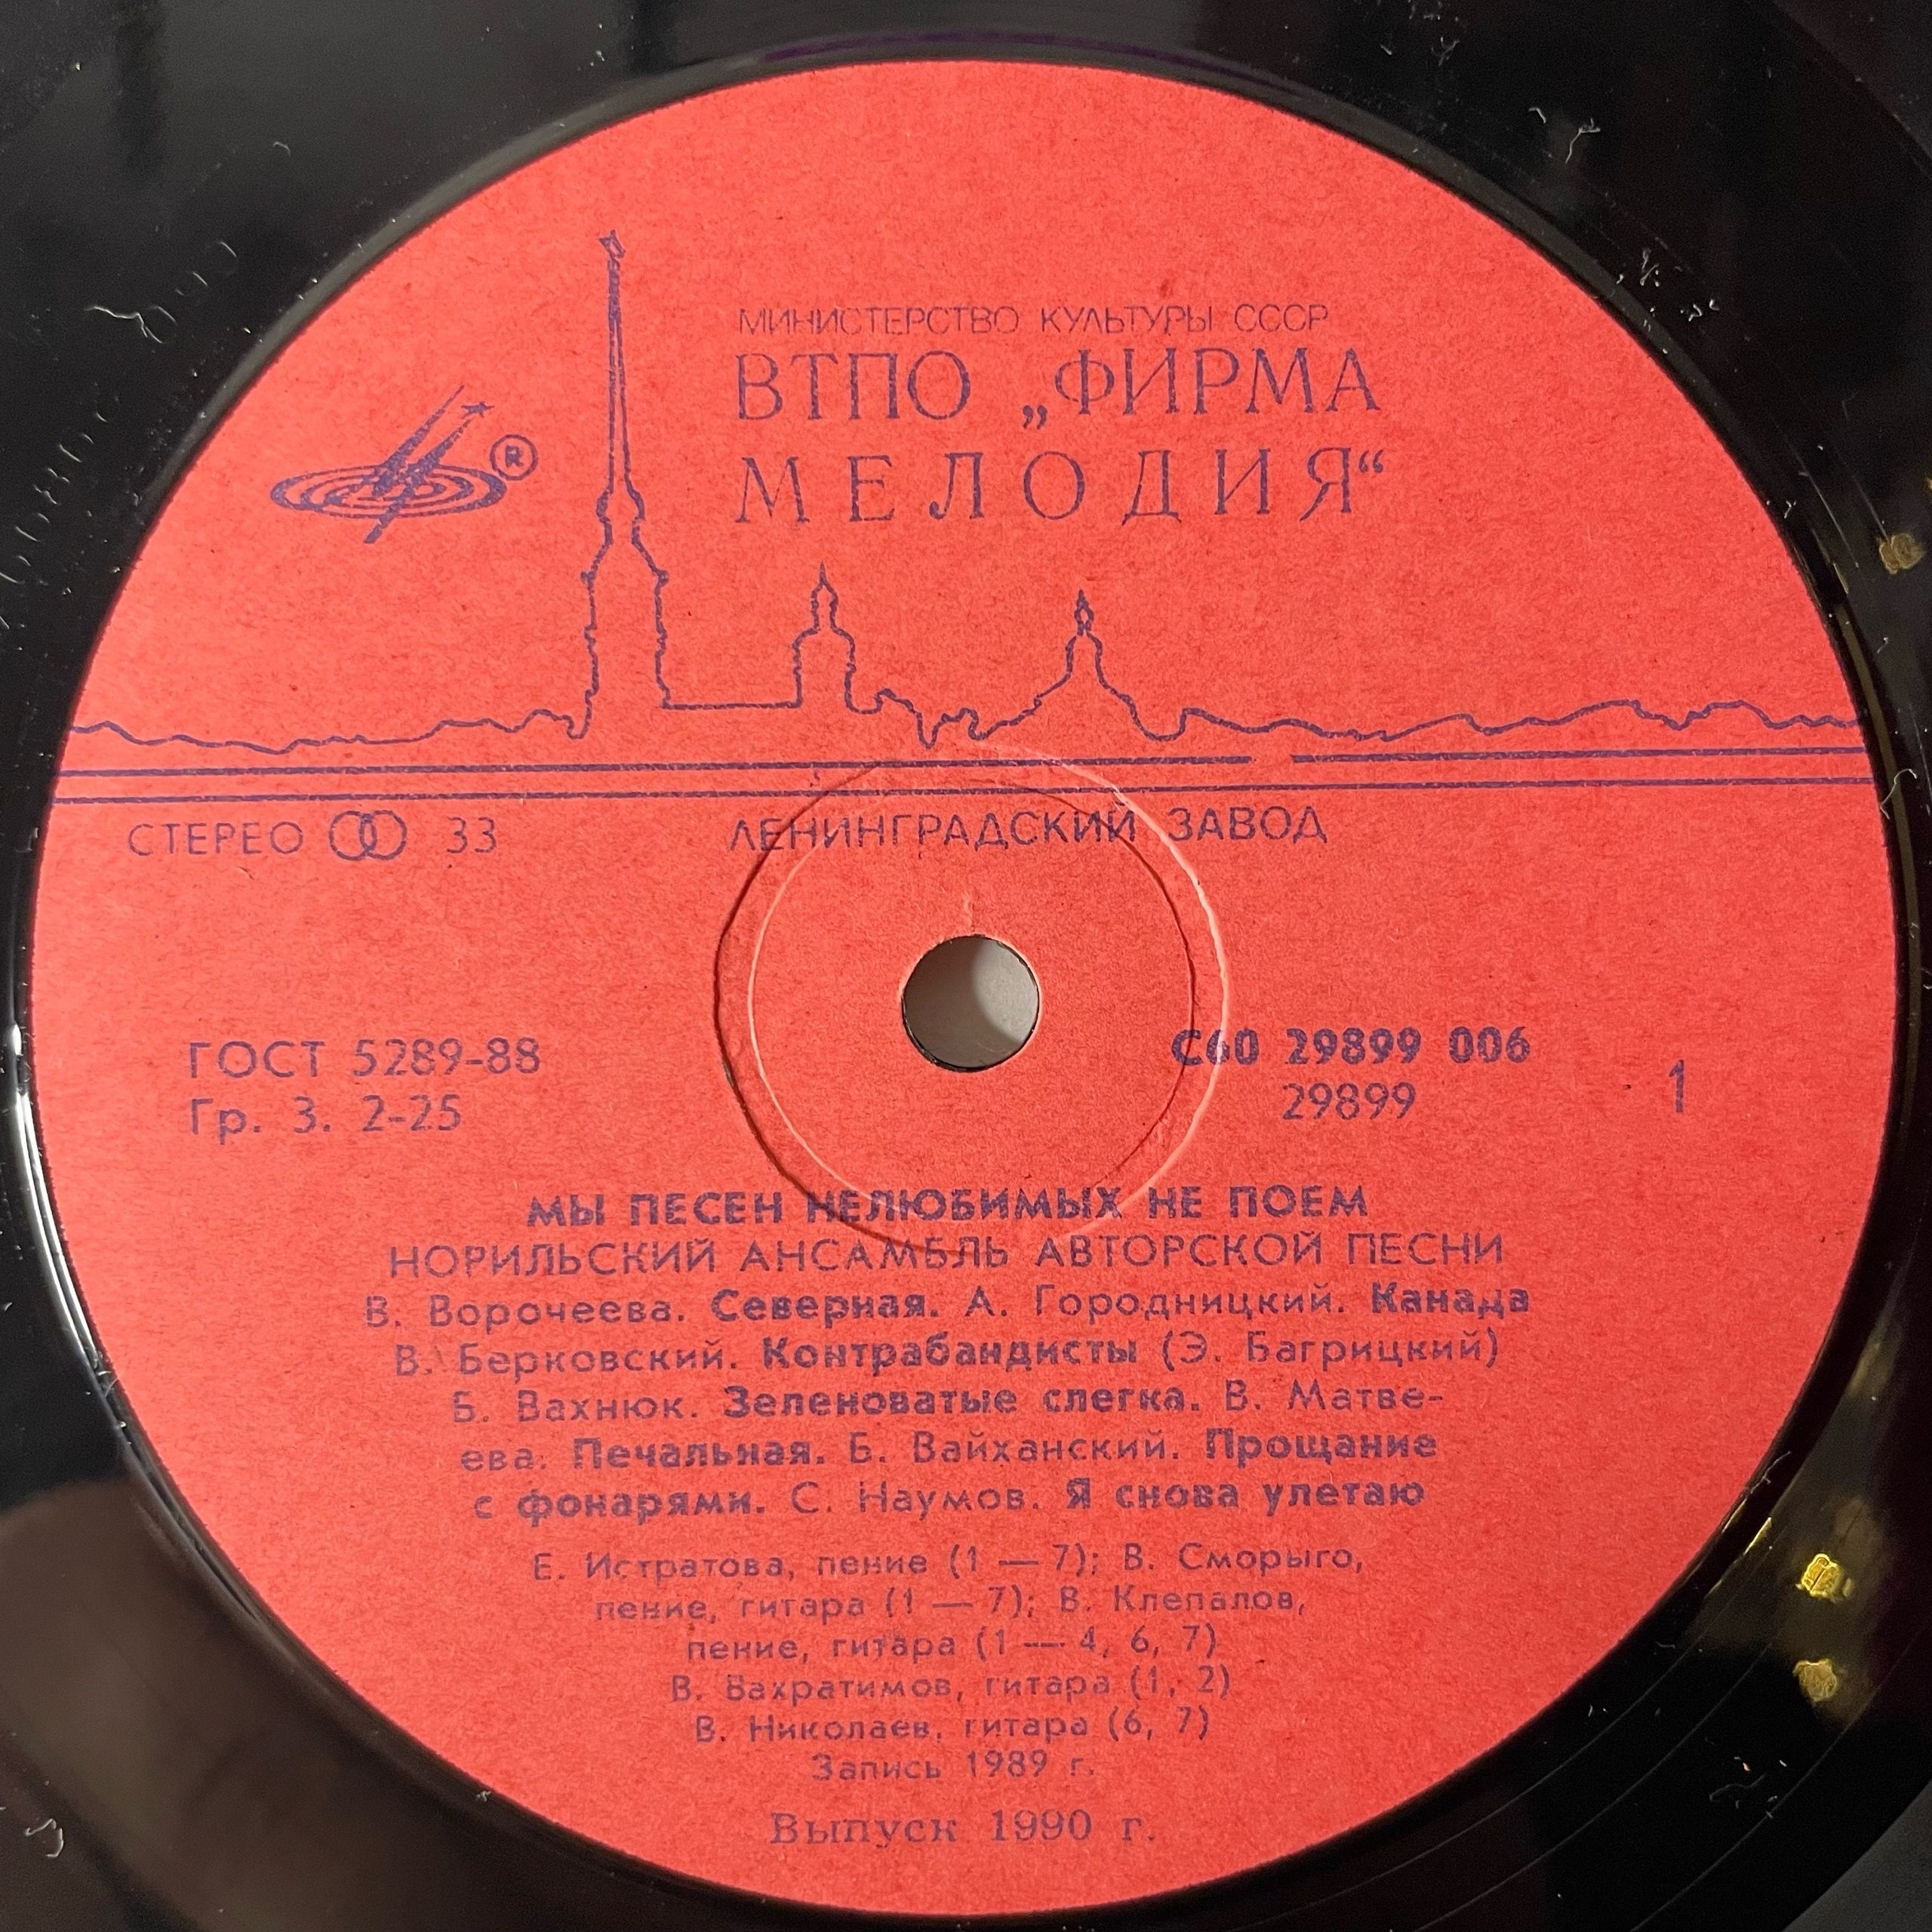 МИНИСТЕРСТВО КУЛЬТУРЫ СССР
ВТПО „ФИРМА
МЕЛОДИЯ“
®
СТЕРЕО 33
ЛЕНИНГРАДСКИЙ ЗАВОД
ГОСТ 5289-88
Гр. 3. 2-25
С60 29899 006
29899
1
МЫ ПЕСЕН НЕЛЮБИМЫХ НЕ ПОЕМ
НОРИЛЬСКИЙ АНСАМБЛЬ АВТОРСКОЙ ПЕСНИ
В. Ворочеева. Северная. А. Городницкий. Канада
В. Берковский. Контрабандисты (Э. Багрицкий)
Б. Вахнюк. Зеленоватые слегка. В. Матве-
ева. Печальная. Б. Вайханский. Прощание
с фонарями. С. Наумов. Я снова улетаю
Е. Истратова, пение (1 — 7); В. Сморыго,
пение, гитара (1 — 7); В. Клепалов,
пение, гитара (1 — 4, 6, 7)
В. Вахратимов, гитара (1, 2)
В. Николаев, гитара (6, 7)
Запись 1989 г.
Выпуск 1990 г.